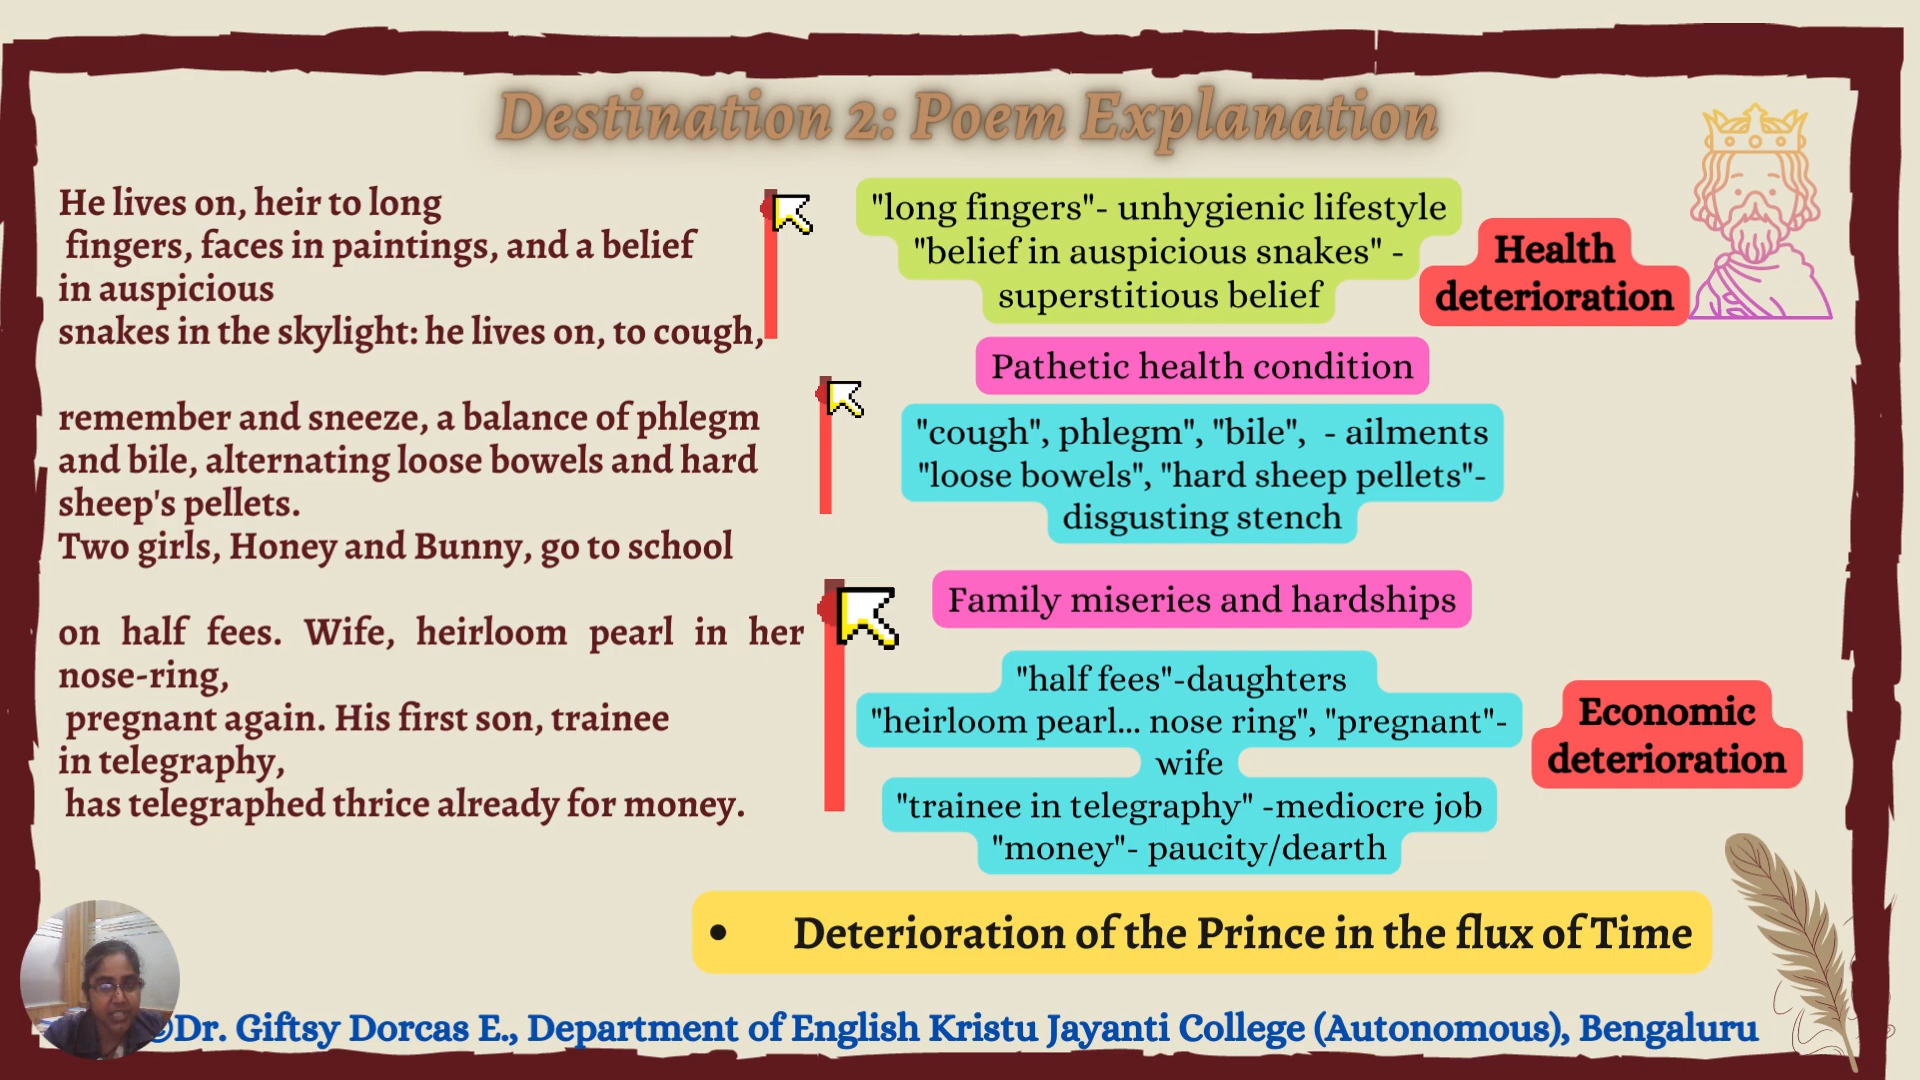 Destination 2: Poem Explanation
He lives on, heir to long
fingers, faces in paintings, and a belief
in auspicious
snakes in the skylight: he lives on, to cough,
remember and sneeze, a balance of phlegm
and bile, alternating loose bowels and hard
sheep's pellets.
Two girls, Honey and Bunny, go to school
on half fees. Wife, heirloom pearl in her
nose-ring,
pregnant again. His first son, trainee
in telegraphy,
has telegraphed thrice already for money.
"long fingers"- unhygienic lifestyle
"belief in auspicious snakes" -
superstitious belief
Health
deterioration
Pathetic health condition
"cough", phlegm", "bile",  - ailments
"loose bowels", "hard sheep pellets"-
disgusting stench
Family miseries and hardships
"half fees"-daughters
"heirloom pearl... nose ring", "pregnant"-
wife
"trainee in telegraphy" -mediocre job
"money"- paucity/dearth
Economic
deterioration
• Deterioration of the Prince in the flux of Time
©Dr. Giftsy Dorcas E., Department of English Kristu Jayanti College (Autonomous), Bengaluru